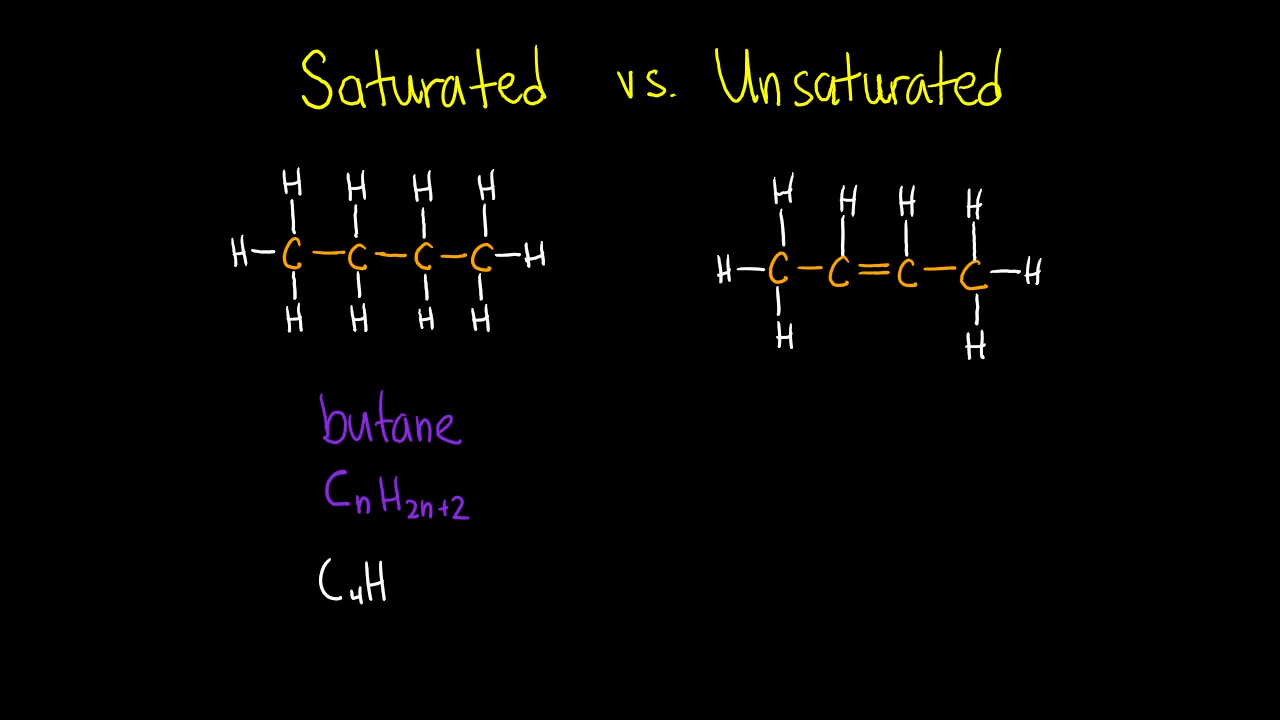 Saturated vs. Unsaturated
H H H H
H-C-C-C-C-H
H H H H
H H H H
H-C-C=C-C-H
H H
butane
CnH2n+2
C4H